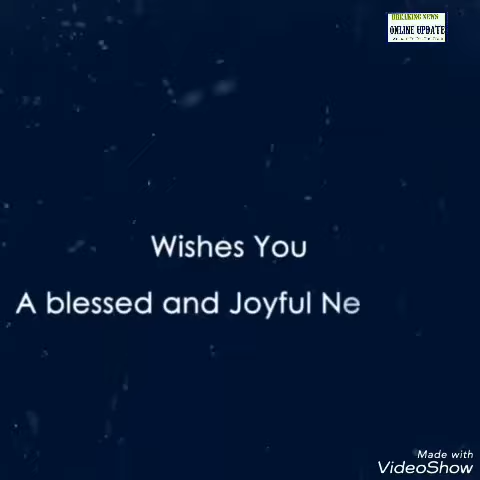 BREAKING NEWS
ONLINE UPDATE
Wishes You
A blessed and Joyful Ne
Made with
VideoShow